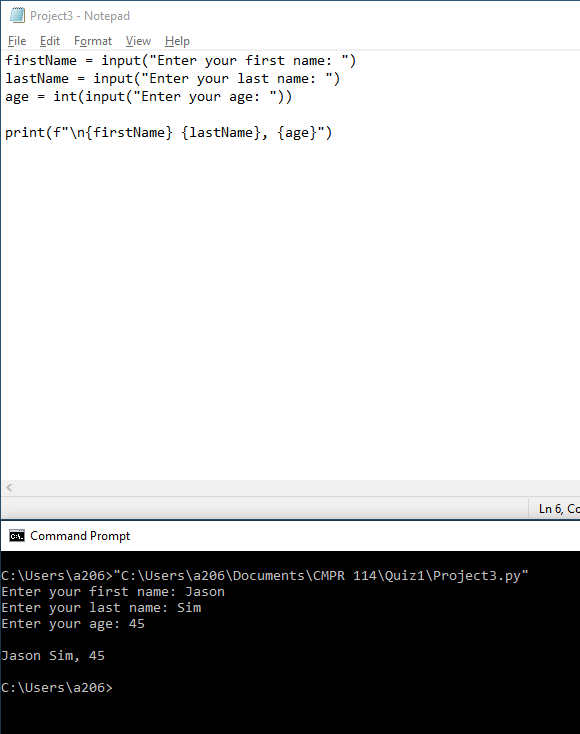 Project3 - Notepad
File Edit Format View Help
firstName = input("Enter your first name: ")
lastName = input("Enter your last name: ")
age = int(input("Enter your age: "))
print(f"\n{firstName} {lastName}, {age}")
Ln 6, Co
C:\. Command Prompt
C:\Users\a206>"C:\Users\a206\Documents\CMPR 114\Quiz1\Project3.py"
Enter your first name: Jason
Enter your last name: Sim
Enter your age: 45
Jason Sim, 45
C:\Users\a206>